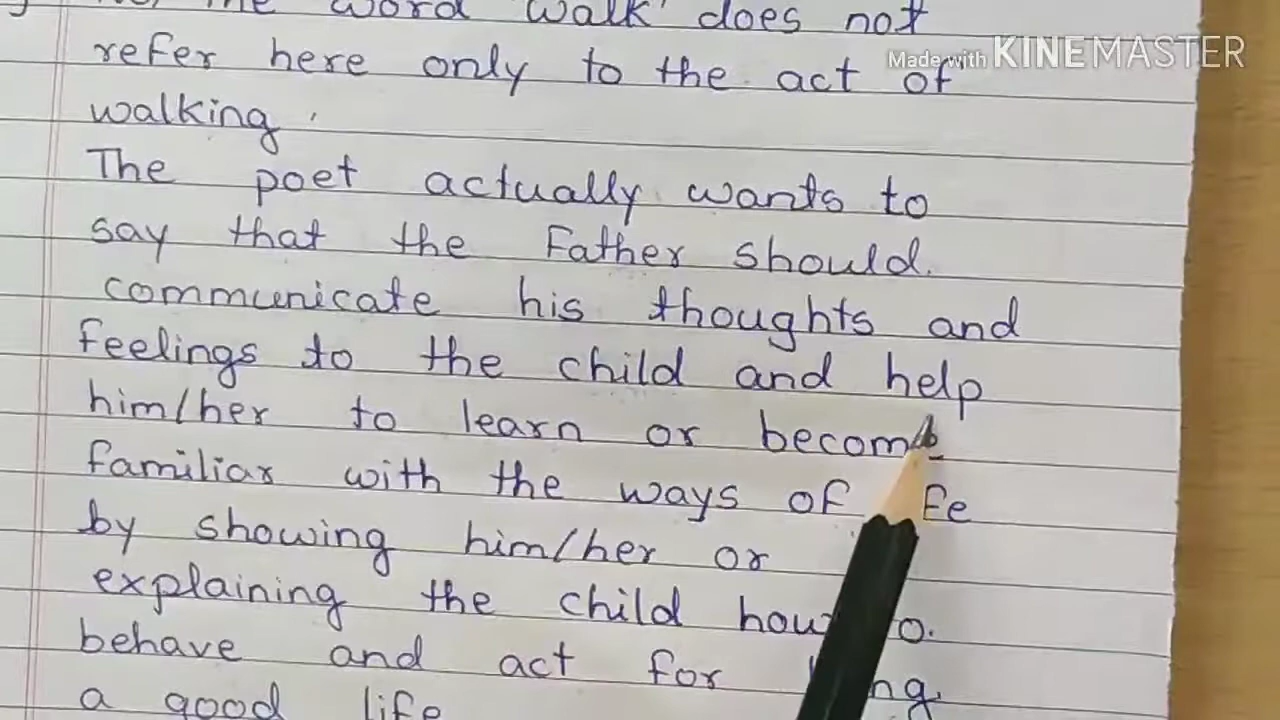 the word walk' does not
refer here only to the act of
Made with KINEMASTER
walking.
The poet actually wants to
say that the Father should.
communicate his thoughts and
feelings to the child and help
him/her to learn or become
familiar with the ways of fe
by showing him/her or
explaining the child how o.
behave and act for ng
a good life